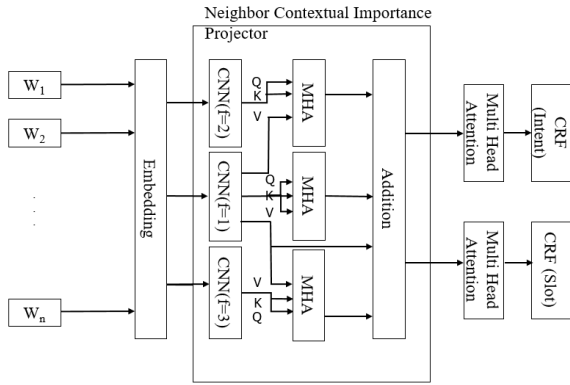 Neighbor Contextual Importance
Projector
W1
W2
.
.
.
Wn
Embedding
CNN(f=2)
CNN(f=1)
CNN(f=3)
Q
K
V
Q
K
V
V
K
Q
MHA
MHA
MHA
Addition
Multi Head
Attention
CRF
(Intent)
Multi Head
Attention
CRF (Slot)